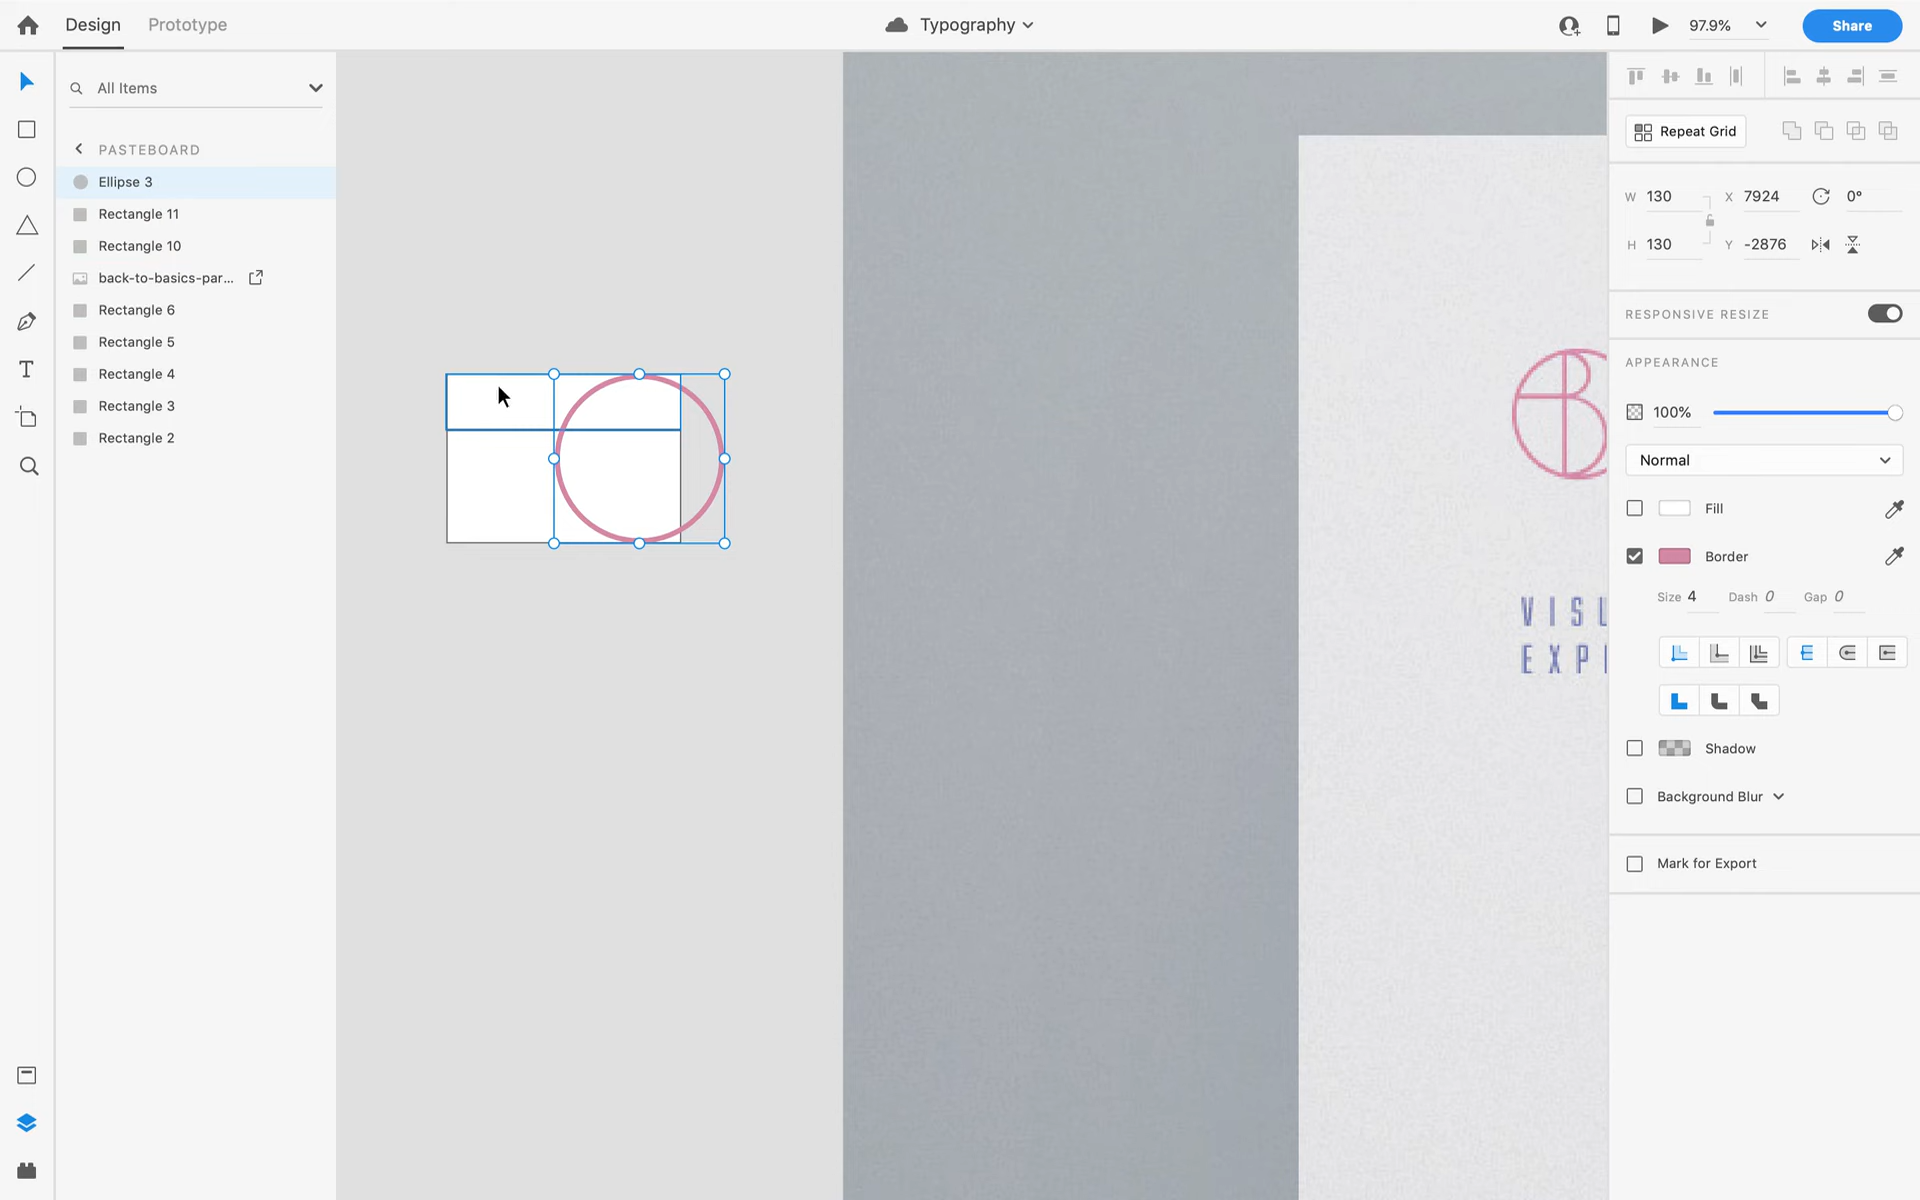 Design Prototype Typography 97.9% Share
All Items
PASTEBOARD
Ellipse 3
Rectangle 11
Rectangle 10
back-to-basics-par...
Rectangle 6
Rectangle 5
Rectangle 4
Rectangle 3
Rectangle 2
T
B
VISU
EXPI
Repeat Grid
W 130 X 7924 0°
H 130 Y -2876
RESPONSIVE RESIZE
APPEARANCE
100%
Normal
Fill
Border
Size 4 Dash 0 Gap 0
Shadow
Background Blur
Mark for Export